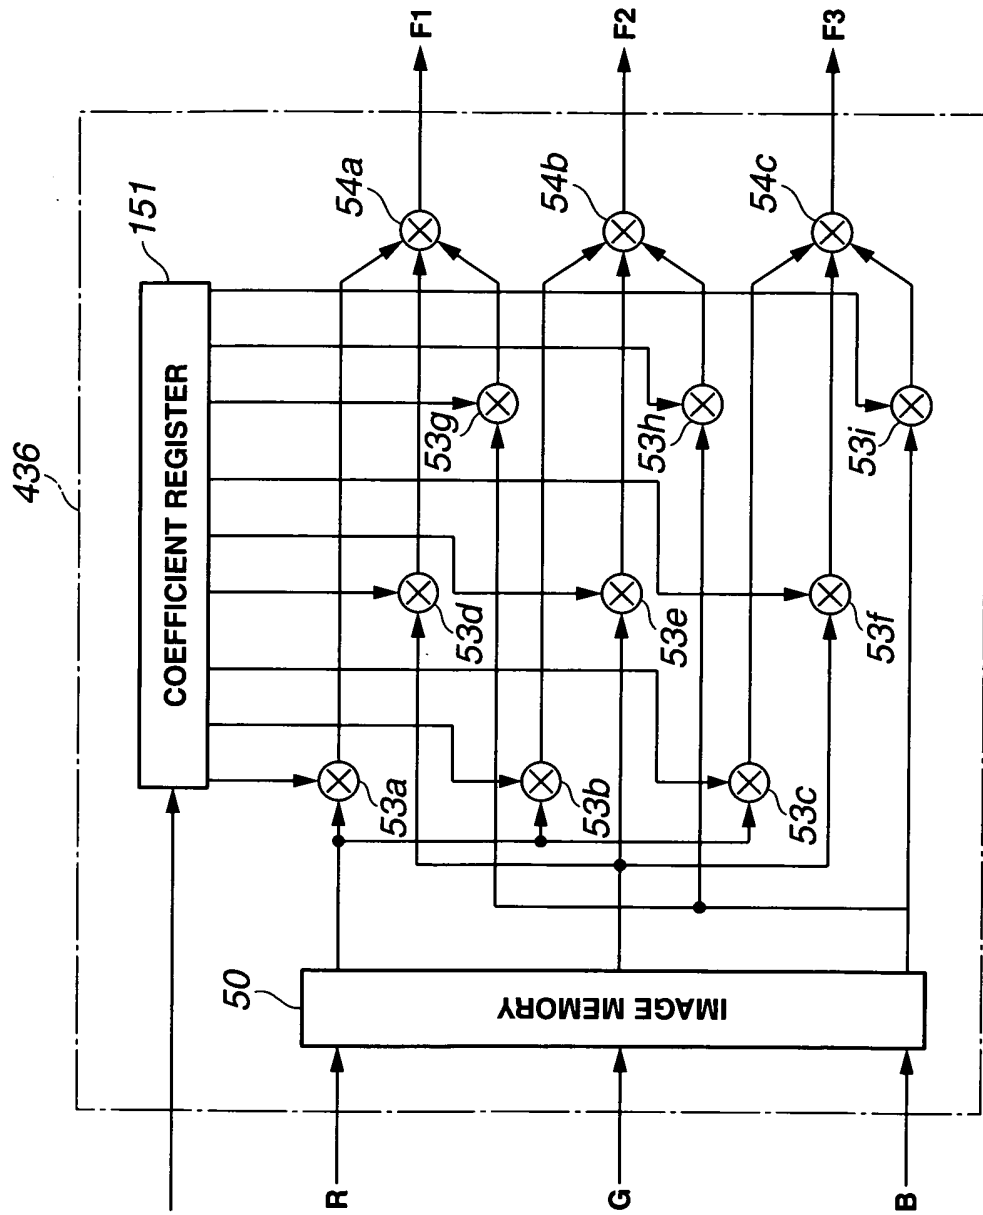 436
151
COEFFICIENT REGISTER
50
IMAGE MEMORY
R
G
B
53a
53b
53c
53d
53e
53f
53g
53h
53i
54a
54b
54c
F1
F2
F3